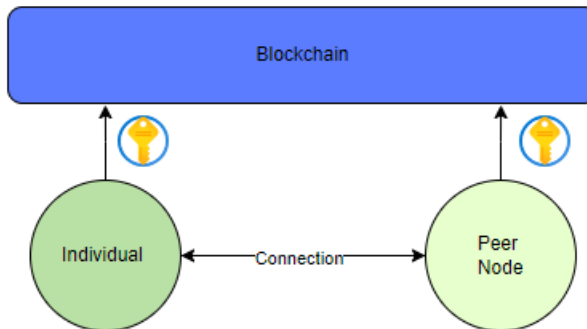 Blockchain
Individual
Connection
Peer
Node